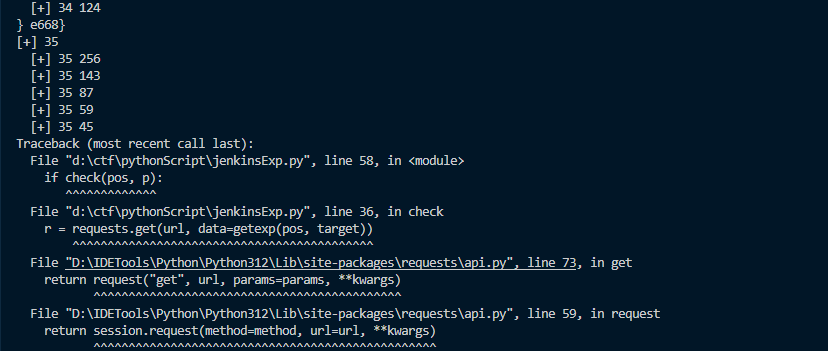 [+] 34 124
} e668}
[+] 35
[+] 35 256
[+] 35 143
[+] 35 87
[+] 35 59
[+] 35 45
Traceback (most recent call last):
File "d:\ctf\pythonScript\jenkinsExp.py", line 58, in <module>
if check(pos, p):
^^^^^^^^^^^^^
File "d:\ctf\pythonScript\jenkinsExp.py", line 36, in check
r = requests.get(url, data=getexp(pos, target))
^^^^^^^^^^^^^^^^^^^^^^^^^^^^^^^^^^^^^^^^^^^
File "D:\IDETools\Python\Python312\Lib\site-packages\requests\api.py", line 73, in get
return request("get", url, params=params, **kwargs)
^^^^^^^^^^^^^^^^^^^^^^^^^^^^^^^^^^^^^^^^^^^^
File "D:\IDETools\Python\Python312\Lib\site-packages\requests\api.py", line 59, in request
return session.request(method=method, url=url, **kwargs)
^^^^^^^^^^^^^^^^^^^^^^^^^^^^^^^^^^^^^^^^^^^^^^^^^